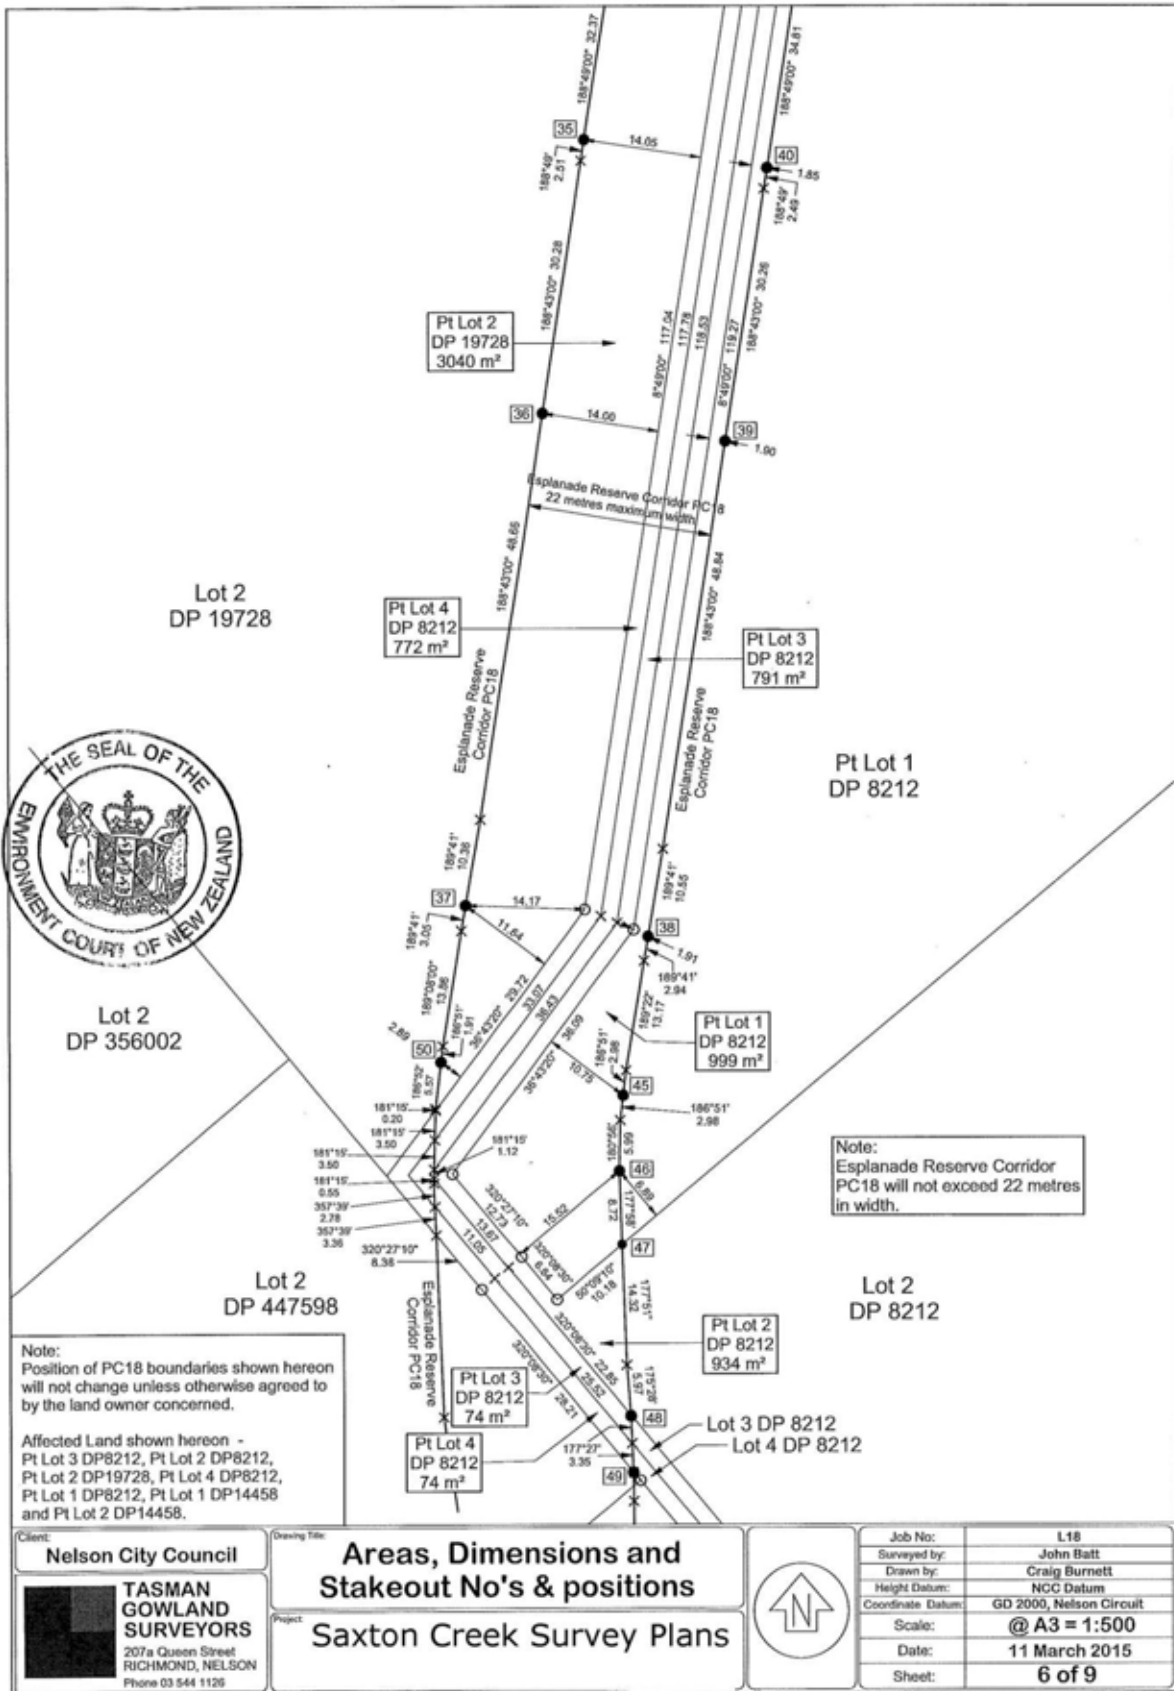 188°49'00" 32.37
188°49'00" 34.81
35
14.05
40
1.85
188°49'
2.51
188°49'
2.49
188°43'00" 30.28
188°43'00" 30.26
Pt Lot 2
DP 19728
3040 m²
8°49'00" 117.04
117.78
118.53
8°49'00" 119.27
36
14.00
39
1.90
Esplanade Reserve Corridor PC18
22 metres maximum width
188°43'00" 48.66
188°43'00" 48.84
Lot 2
DP 19728
Pt Lot 4
DP 8212
772 m²
Pt Lot 3
DP 8212
791 m²
Esplanade Reserve
Corridor PC18
Esplanade Reserve
Corridor PC18
Pt Lot 1
DP 8212
THE SEAL OF THE
ENVIRONMENT COURT OF NEW ZEALAND
189°41'
10.36
189°41'
10.55
37
14.17
11.64
38
1.91
189°41'
3.05
189°41'
2.94
189°08'00"
13.86
189°22'
13.17
Lot 2
DP 356002
36°43'20" 29.72
33.07
36.43
36°43'20" 36.09
Pt Lot 1
DP 8212
999 m²
2.89
186°51'
1.91
50
186°52'
5.57
186°51'
2.98
10.75
45
186°51'
2.98
181°15'
0.20
181°15'
3.50
181°15'
3.50
181°15'
1.12
181°15'
0.55
357°39'
2.78
357°39'
3.36
180°56'
5.99
46
6.89
177°58'
8.72
Note:
Esplanade Reserve Corridor
PC18 will not exceed 22 metres
in width.
320°27'10"
12.73
13.67
11.05
15.52
47
320°27'10"
8.38
320°08'30"
6.84
50°09'10"
10.18
177°51'
14.32
Lot 2
DP 447598
Esplanade Reserve
Corridor PC18
Lot 2
DP 8212
Pt Lot 2
DP 8212
934 m²
320°08'30" 22.85
25.52
320°08'30"
28.21
175°28'
5.97
Pt Lot 3
DP 8212
74 m²
48
Lot 3 DP 8212
Lot 4 DP 8212
Pt Lot 4
DP 8212
74 m²
177°27'
3.35
49
Note:
Position of PC18 boundaries shown hereon
will not change unless otherwise agreed to
by the land owner concerned.
Affected Land shown hereon -
Pt Lot 3 DP8212, Pt Lot 2 DP8212,
Pt Lot 2 DP19728, Pt Lot 4 DP8212,
Pt Lot 1 DP8212, Pt Lot 1 DP14458
and Pt Lot 2 DP14458.
Client:
Nelson City Council
TASMAN
GOWLAND
SURVEYORS
207a Queen Street
RICHMOND, NELSON
Phone 03 544 1126
Drawing Title:
Areas, Dimensions and
Stakeout No's & positions
Project:
Saxton Creek Survey Plans
N
Job No: L18
Surveyed by: John Batt
Drawn by: Craig Burnett
Height Datum: NCC Datum
Coordinate Datum: GD 2000, Nelson Circuit
Scale: @ A3 = 1:500
Date: 11 March 2015
Sheet: 6 of 9